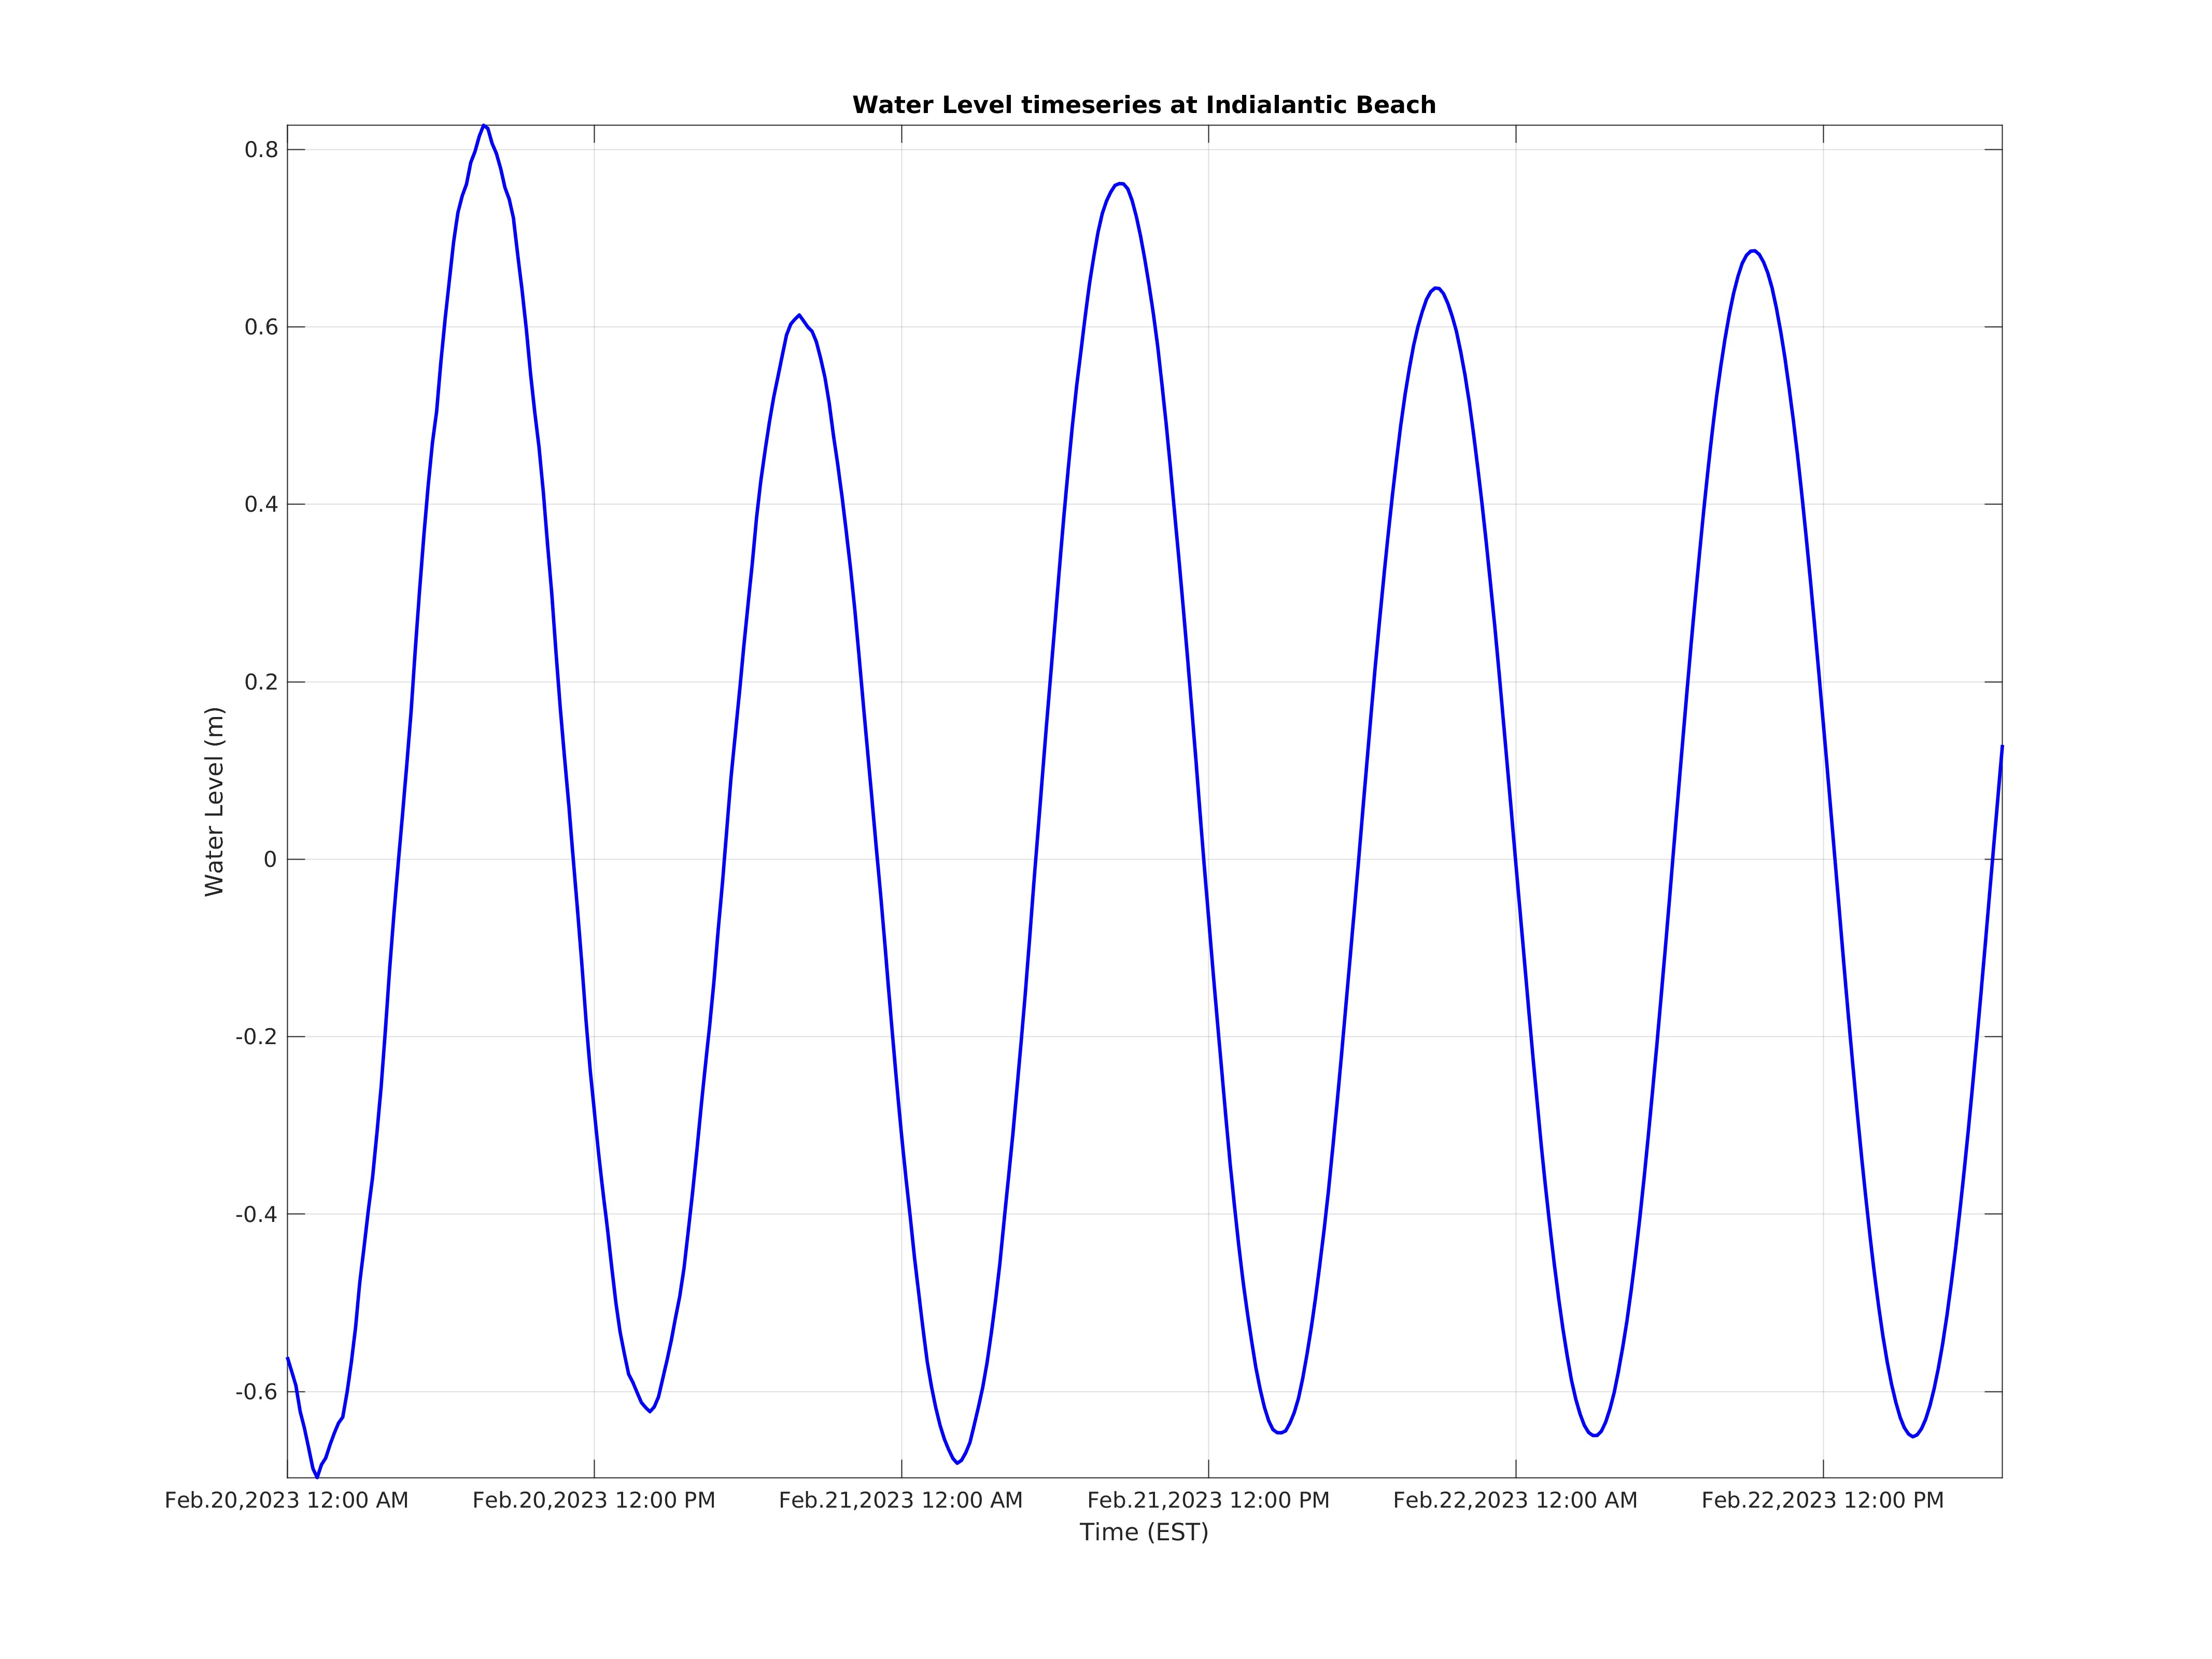 Water Level timeseries at Indialantic Beach
0.8
0.6
0.4
0.2
0
-0.2
-0.4
-0.6
Water Level (m)
Feb.20,2023 12:00 AM Feb.20,2023 12:00 PM Feb.21,2023 12:00 AM Feb.21,2023 12:00 PM Feb.22,2023 12:00 AM Feb.22,2023 12:00 PM
Time (EST)